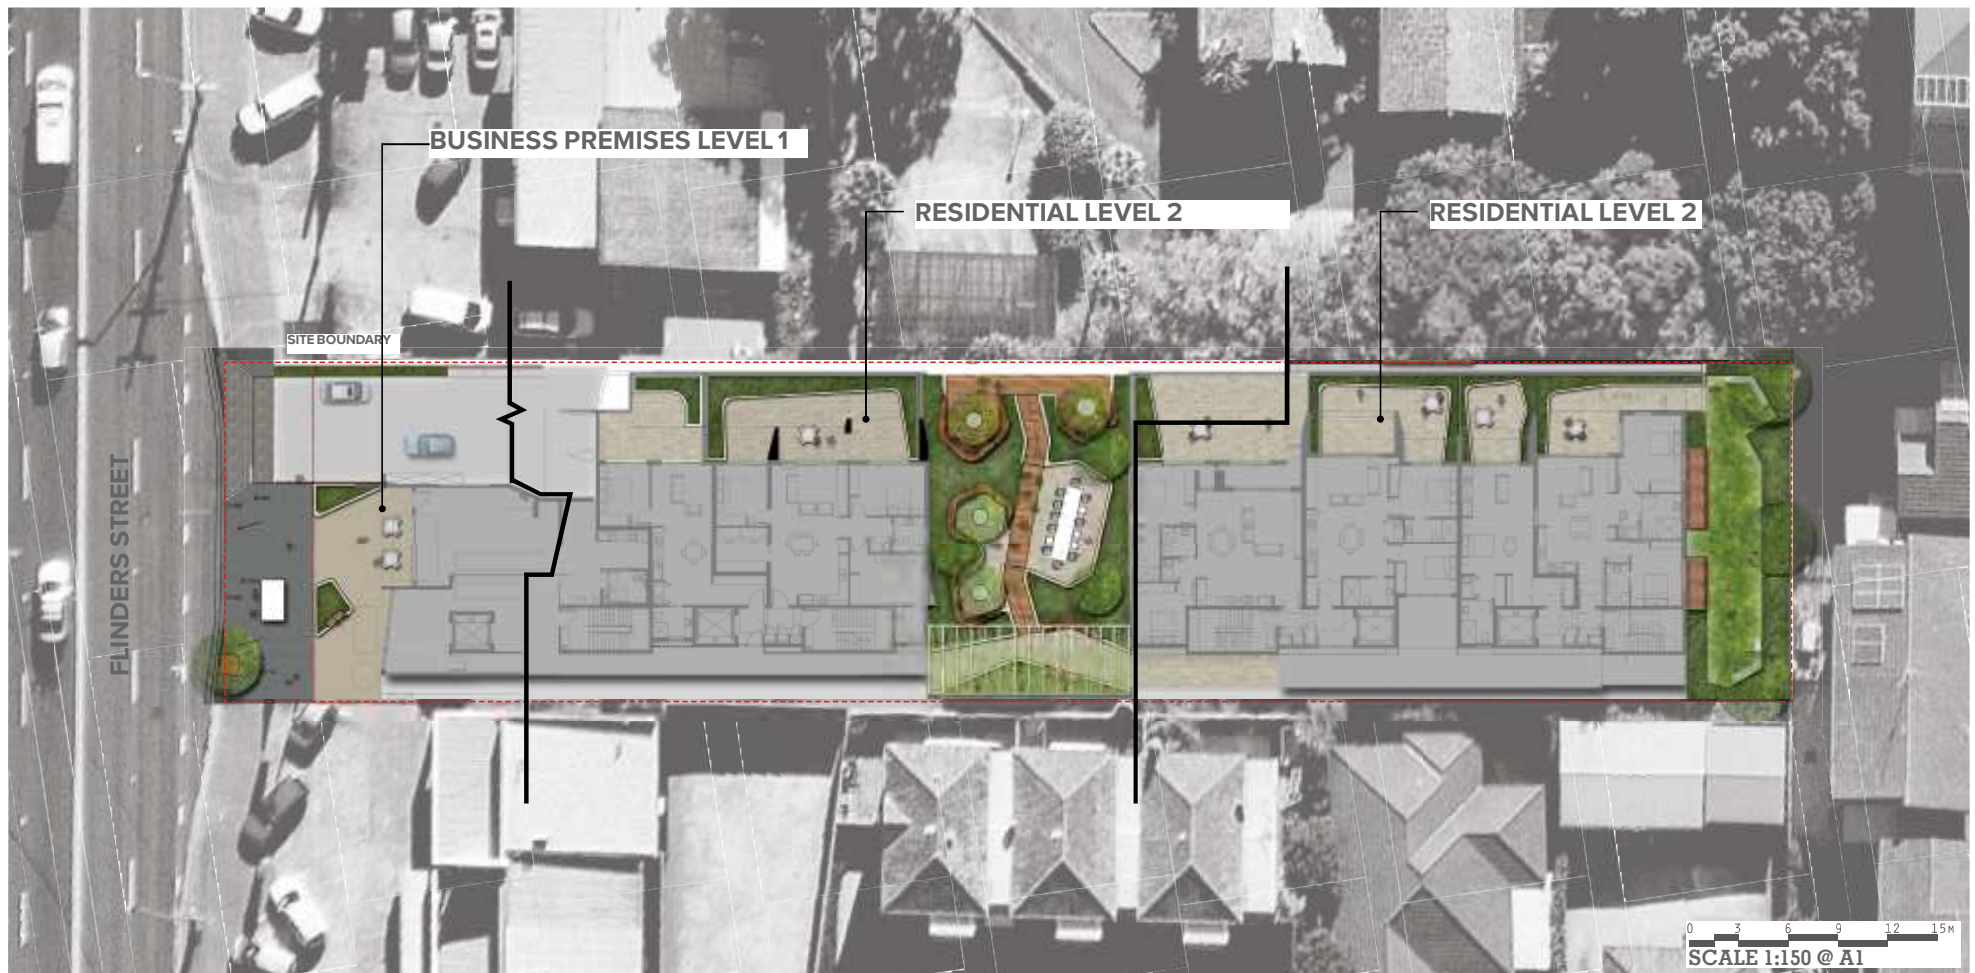 BUSINESS PREMISES LEVEL 1
RESIDENTIAL LEVEL 2
RESIDENTIAL LEVEL 2
SITE BOUNDARY
FLINDERS STREET
0 3 6 9 12 15M
SCALE 1:150 @ A1